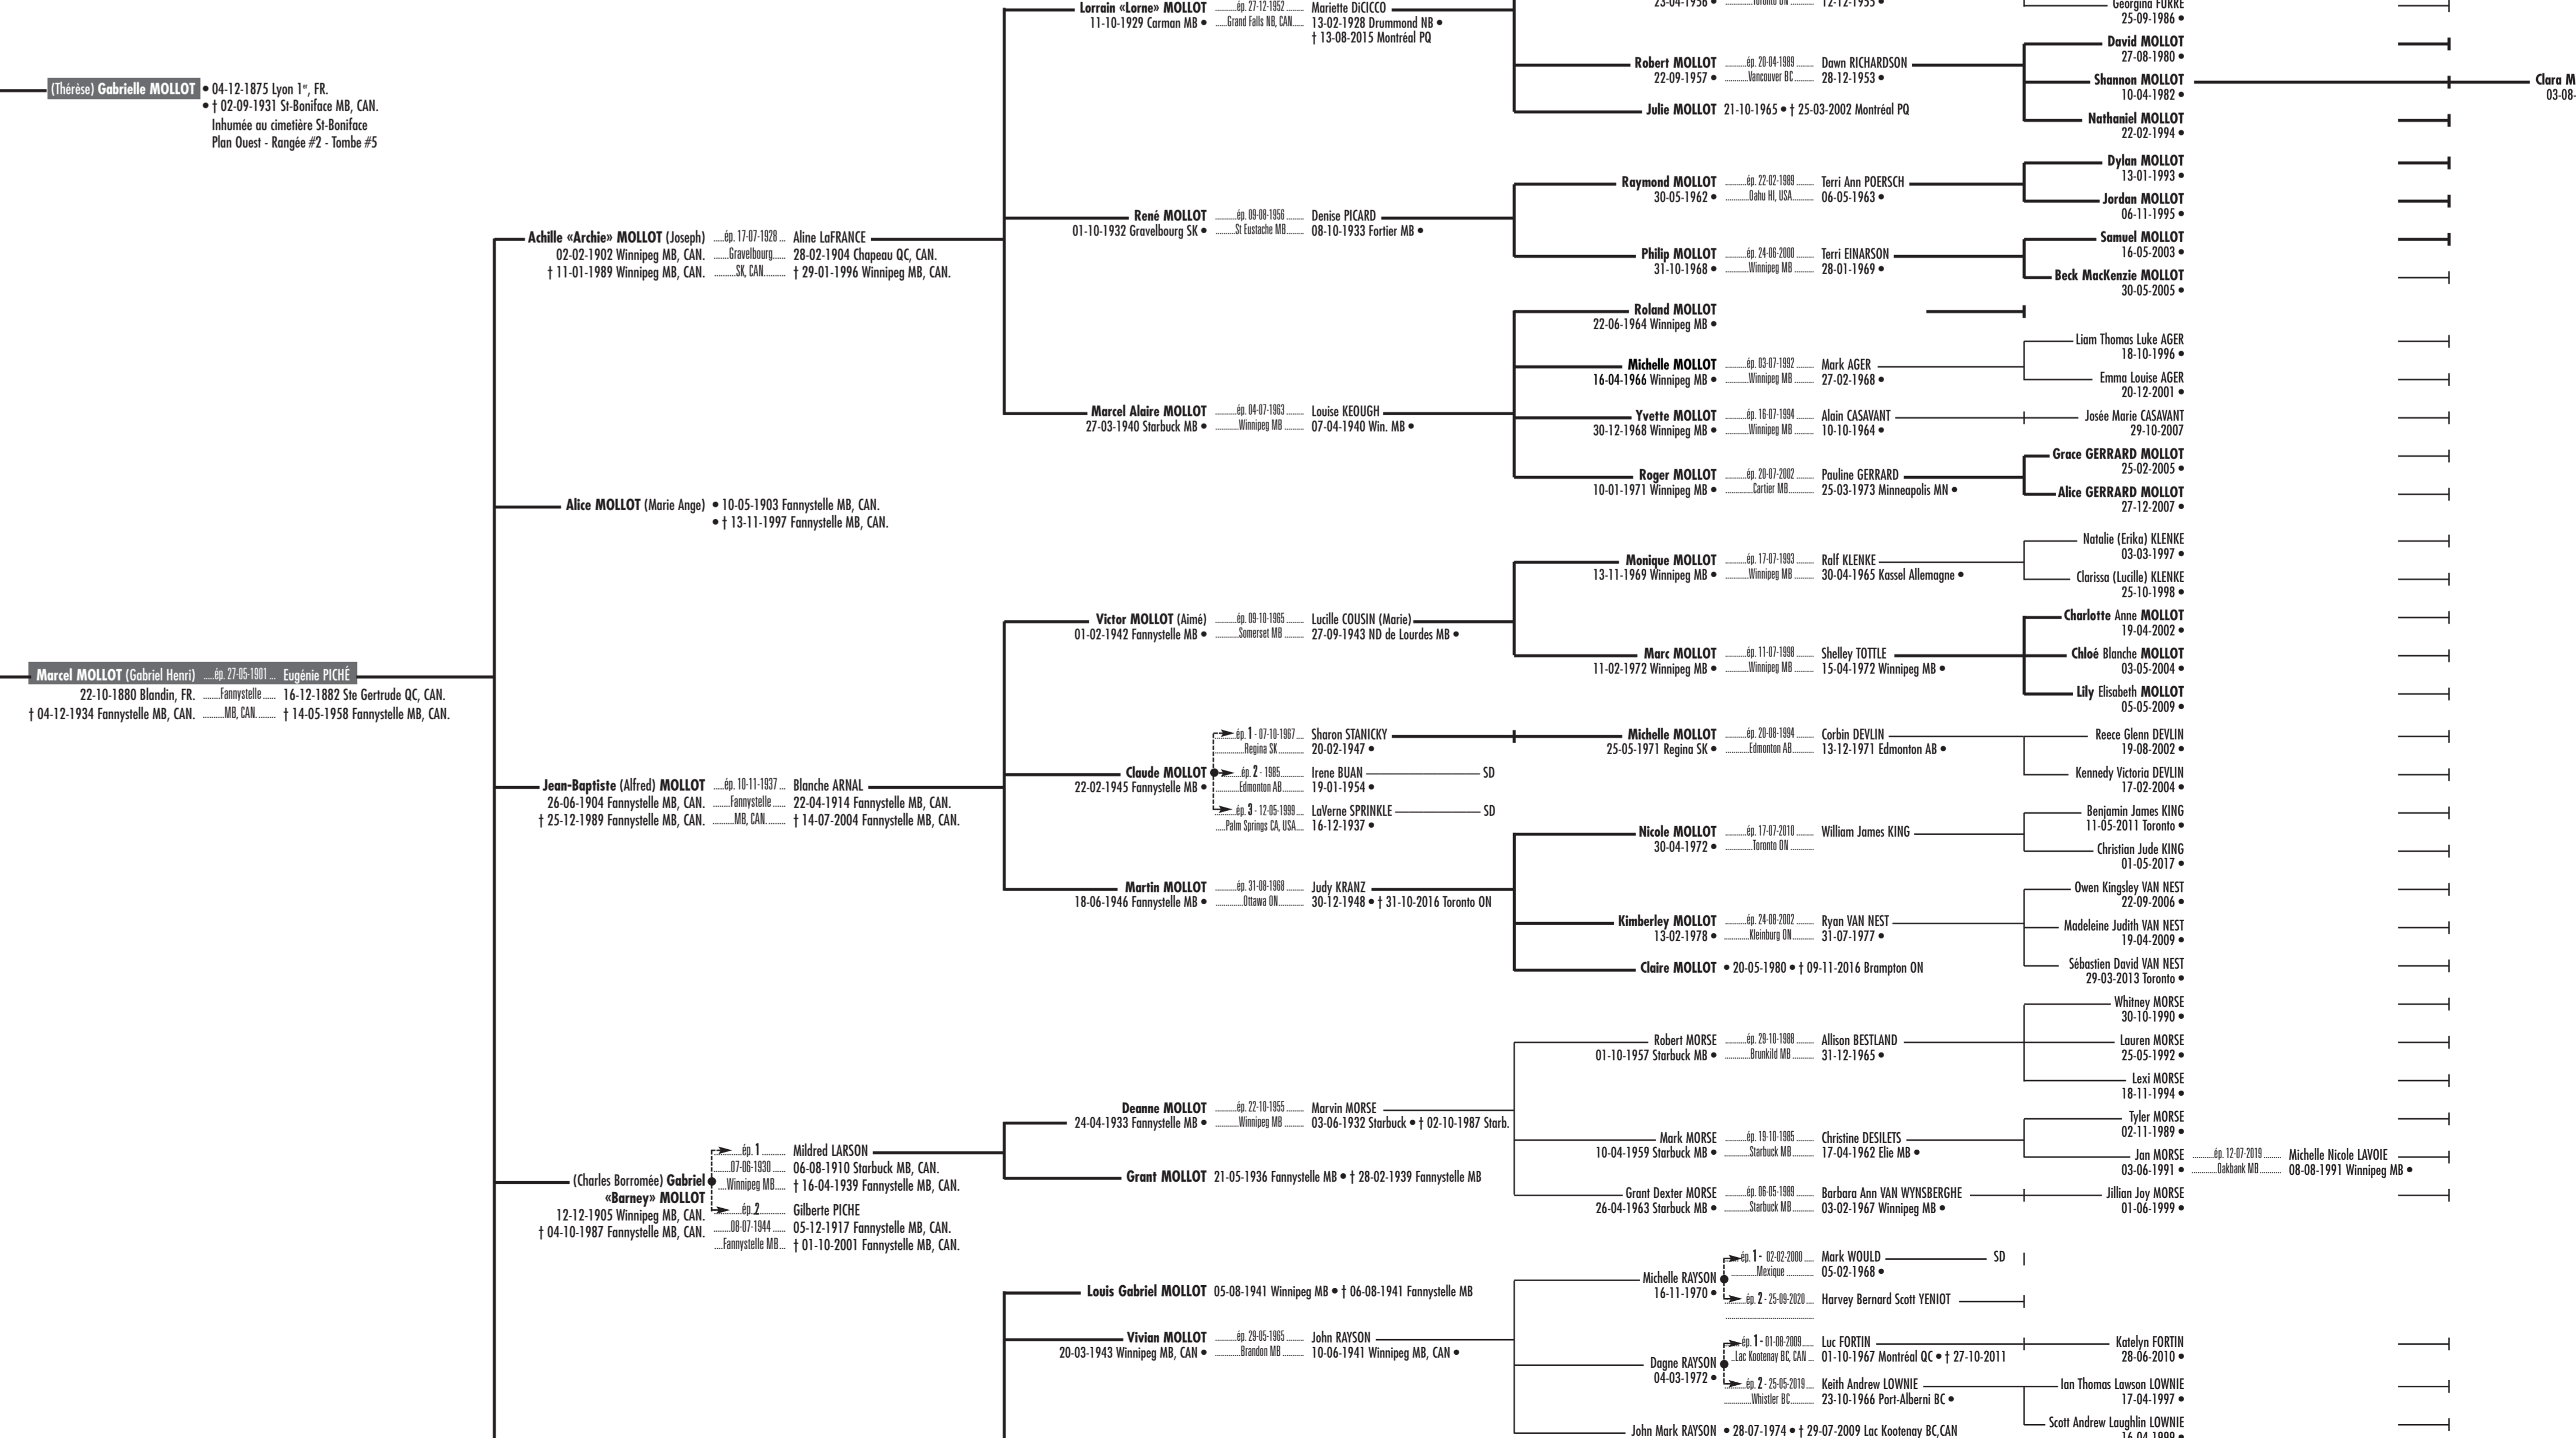 (Thérèse) Gabrielle MOLLOT • 04-12-1875 Lyon 1er, FR.
• † 02-09-1931 St-Boniface MB, CAN.
Inhumée au cimetière St-Boniface
Plan Ouest - Rangée #2 - Tombe #5
Marcel MOLLOT (Gabriel Henri) ......ép. 27-05-1901 .... Eugénie PICHÉ
22-10-1880 Blandin, FR. ........Fannystelle ...... 16-12-1882 Ste Gertrude QC, CAN.
† 04-12-1934 Fannystelle MB, CAN. ..........MB, CAN. ........ † 14-05-1958 Fannystelle MB, CAN.
Achille «Archie» MOLLOT (Joseph) .....ép. 17-07-1928 ... Aline LaFRANCE
02-02-1902 Winnipeg MB, CAN. .......Gravelbourg...... 28-02-1904 Chapeau QC, CAN.
† 11-01-1989 Winnipeg MB, CAN. ..........SK, CAN.......... † 29-01-1996 Winnipeg MB, CAN.
Alice MOLLOT (Marie Ange) • 10-05-1903 Fannystelle MB, CAN.
• † 13-11-1997 Fannystelle MB, CAN.
Jean-Baptiste (Alfred) MOLLOT .....ép. 10-11-1937 ... Blanche ARNAL
26-06-1904 Fannystelle MB, CAN. ........Fannystelle ...... 22-04-1914 Fannystelle MB, CAN.
† 25-12-1989 Fannystelle MB, CAN. ..........MB, CAN.......... † 14-07-2004 Fannystelle MB, CAN.
(Charles Borromée) Gabriel
«Barney» MOLLOT
12-12-1905 Winnipeg MB, CAN.
† 04-10-1987 Fannystelle MB, CAN.
ép. 1 .......... Mildred LARSON
.......07-06-1930 ...... 06-08-1910 Starbuck MB, CAN.
....Winnipeg MB..... † 16-04-1939 Fannystelle MB, CAN.
ép. 2 .......... Gilberte PICHE
.......08-07-1944 ...... 05-12-1917 Fannystelle MB, CAN.
....Fannystelle MB... † 01-10-2001 Fannystelle MB, CAN.
Lorrain «Lorne» MOLLOT ..........ép. 27-12-1952 ........ Mariette DiCICCO
11-10-1929 Carman MB • ......Grand Falls NB, CAN..... 13-02-1928 Drummond NB •
† 13-08-2015 Montréal PQ
René MOLLOT ..........ép. 09-08-1956 ........ Denise PICARD
01-10-1932 Gravelbourg SK • ..........St Eustache MB........ 08-10-1933 Fortier MB •
Marcel Alaire MOLLOT ..........ép. 04-07-1963 ........ Louise KEOUGH
27-03-1940 Starbuck MB • ...........Winnipeg MB .......... 07-04-1940 Win. MB •
Victor MOLLOT (Aimé) ..........ép. 09-10-1965 ........ Lucille COUSIN (Marie)
01-02-1942 Fannystelle MB • ...........Somerset MB ......... 27-09-1943 ND de Lourdes MB •
Claude MOLLOT
22-02-1945 Fannystelle MB •
ép. 1 - 07-10-1967.... Sharon STANICKY
..............Regina SK............. 20-02-1947 •
ép. 2 - 1985.......... Irene BUAN SD
...........Edmonton AB........... 19-01-1954 •
ép. 3 - 12-05-1999.... LaVerne SPRINKLE SD
.....Palm Springs CA, USA.... 16-12-1937 •
Martin MOLLOT ..........ép. 31-08-1968 ........ Judy KRANZ
18-06-1946 Fannystelle MB • .............Ottawa ON............ 30-12-1948 • † 31-10-2016 Toronto ON
Deanne MOLLOT ..........ép. 22-10-1955 ........ Marvin MORSE
24-04-1933 Fannystelle MB • ...........Winnipeg MB .......... 03-06-1932 Starbuck • † 02-10-1987 Starb.
Grant MOLLOT 21-05-1936 Fannystelle MB • † 28-02-1939 Fannystelle MB
Louis Gabriel MOLLOT 05-08-1941 Winnipeg MB • † 06-08-1941 Fannystelle MB
Vivian MOLLOT ..........ép. 29-05-1965 ........ John RAYSON
20-03-1943 Winnipeg MB, CAN • ............Brandon MB .......... 10-06-1941 Winnipeg MB, CAN •
23-04-1956 • Toronto ON 12-12-1955 •
Robert MOLLOT .......ép. 20-04-1989 ........ Dawn RICHARDSON
22-09-1957 • ..........Vancouver BC ........ 28-12-1953 •
Julie MOLLOT 21-10-1965 • † 25-03-2002 Montréal PQ
Raymond MOLLOT .......ép. 22-02-1989 ........ Terri Ann POERSCH
30-05-1962 • ..........Oahu HI, USA......... 06-05-1963 •
Philip MOLLOT .......ép. 24-06-2000 ........ Terri EINARSON
31-10-1968 • ..........Winnipeg MB ......... 28-01-1969 •
Roland MOLLOT
22-06-1964 Winnipeg MB •
Michelle MOLLOT .......ép. 03-07-1992 ........ Mark AGER
16-04-1966 Winnipeg MB • ..........Winnipeg MB ......... 27-02-1968 •
Yvette MOLLOT .......ép. 16-07-1994 ........ Alain CASAVANT
30-12-1968 Winnipeg MB • ..........Winnipeg MB ......... 10-10-1964 •
Roger MOLLOT .......ép. 20-07-2002 ........ Pauline GERRARD
10-01-1971 Winnipeg MB • ............Cartier MB........... 25-03-1973 Minneapolis MN •
Monique MOLLOT .......ép. 17-07-1993 ........ Ralf KLENKE
13-11-1969 Winnipeg MB • ..........Winnipeg MB ......... 30-04-1965 Kassel Allemagne •
Marc MOLLOT .......ép. 11-07-1998 ........ Shelley TOTTLE
11-02-1972 Winnipeg MB • ..........Winnipeg MB ......... 15-04-1972 Winnipeg MB •
Michelle MOLLOT .......ép. 20-08-1994 ........ Corbin DEVLIN
25-05-1971 Regina SK • ..........Edmonton AB ........ 13-12-1971 Edmonton AB •
Nicole MOLLOT .......ép. 17-07-2010 ........ William James KING
30-04-1972 • ............Toronto ON ..........
Kimberley MOLLOT .......ép. 24-08-2002 ........ Ryan VAN NEST
13-02-1978 • ...........Kleinburg ON......... 31-07-1977 •
Claire MOLLOT • 20-05-1980 • † 09-11-2016 Brampton ON
Robert MORSE .......ép. 29-10-1988 ........ Allison BESTLAND
01-10-1957 Starbuck MB • ...........Brunkild MB.......... 31-12-1965 •
Mark MORSE .......ép. 19-10-1985 ........ Christine DESILETS
10-04-1959 Starbuck MB • ...........Starbuck MB.......... 17-04-1962 Elie MB •
Grant Dexter MORSE .......ép. 06-05-1989 ........ Barbara Ann VAN WYNSBERGHE
26-04-1963 Starbuck MB • ...........Starbuck MB.......... 03-02-1967 Winnipeg MB •
Michelle RAYSON
16-11-1970 •
ép. 1 - 02-02-2000..... Mark WOULD SD
.............Mexique ............ 05-02-1968 •
ép. 2 - 25-09-2020.... Harvey Bernard Scott YENIOT
Dagne RAYSON
04-03-1972 •
ép. 1 - 01-08-2009.... Luc FORTIN
...Lac Kootenay BC, CAN ... 01-10-1967 Montréal QC • † 27-10-2011
ép. 2 - 25-05-2019.... Keith Andrew LOWNIE
............Whistler BC.......... 23-10-1966 Port-Alberni BC •
John Mark RAYSON • 28-07-1974 • † 29-07-2009 Lac Kootenay BC,CAN
Georgina FURRE
25-09-1986 •
David MOLLOT
27-08-1980 •
Shannon MOLLOT
10-04-1982 •
Clara M
03-08-
Nathaniel MOLLOT
22-02-1994 •
Dylan MOLLOT
13-01-1993 •
Jordan MOLLOT
06-11-1995 •
Samuel MOLLOT
16-05-2003 •
Beck MacKenzie MOLLOT
30-05-2005 •
Liam Thomas Luke AGER
18-10-1996 •
Emma Louise AGER
20-12-2001 •
Josée Marie CASAVANT
29-10-2007
Grace GERRARD MOLLOT
25-02-2005 •
Alice GERRARD MOLLOT
27-12-2007 •
Natalie (Erika) KLENKE
03-03-1997 •
Clarissa (Lucille) KLENKE
25-10-1998 •
Charlotte Anne MOLLOT
19-04-2002 •
Chloé Blanche MOLLOT
03-05-2004 •
Lily Elisabeth MOLLOT
05-05-2009 •
Reece Glenn DEVLIN
19-08-2002 •
Kennedy Victoria DEVLIN
17-02-2004 •
Benjamin James KING
11-05-2011 Toronto •
Christian Jude KING
01-05-2017 •
Owen Kingsley VAN NEST
22-09-2006 •
Madeleine Judith VAN NEST
19-04-2009 •
Sébastien David VAN NEST
29-03-2013 Toronto •
Whitney MORSE
30-10-1990 •
Lauren MORSE
25-05-1992 •
Lexi MORSE
18-11-1994 •
Tyler MORSE
02-11-1989 •
Jan MORSE ........ép. 12-07-2019 ........ Michelle Nicole LAVOIE
03-06-1991 • ...........Oakbank MB.......... 08-08-1991 Winnipeg MB •
Jillian Joy MORSE
01-06-1999 •
Katelyn FORTIN
28-06-2010 •
Ian Thomas Lawson LOWNIE
17-04-1997 •
Scott Andrew Laughlin LOWNIE
16-04-1999 •